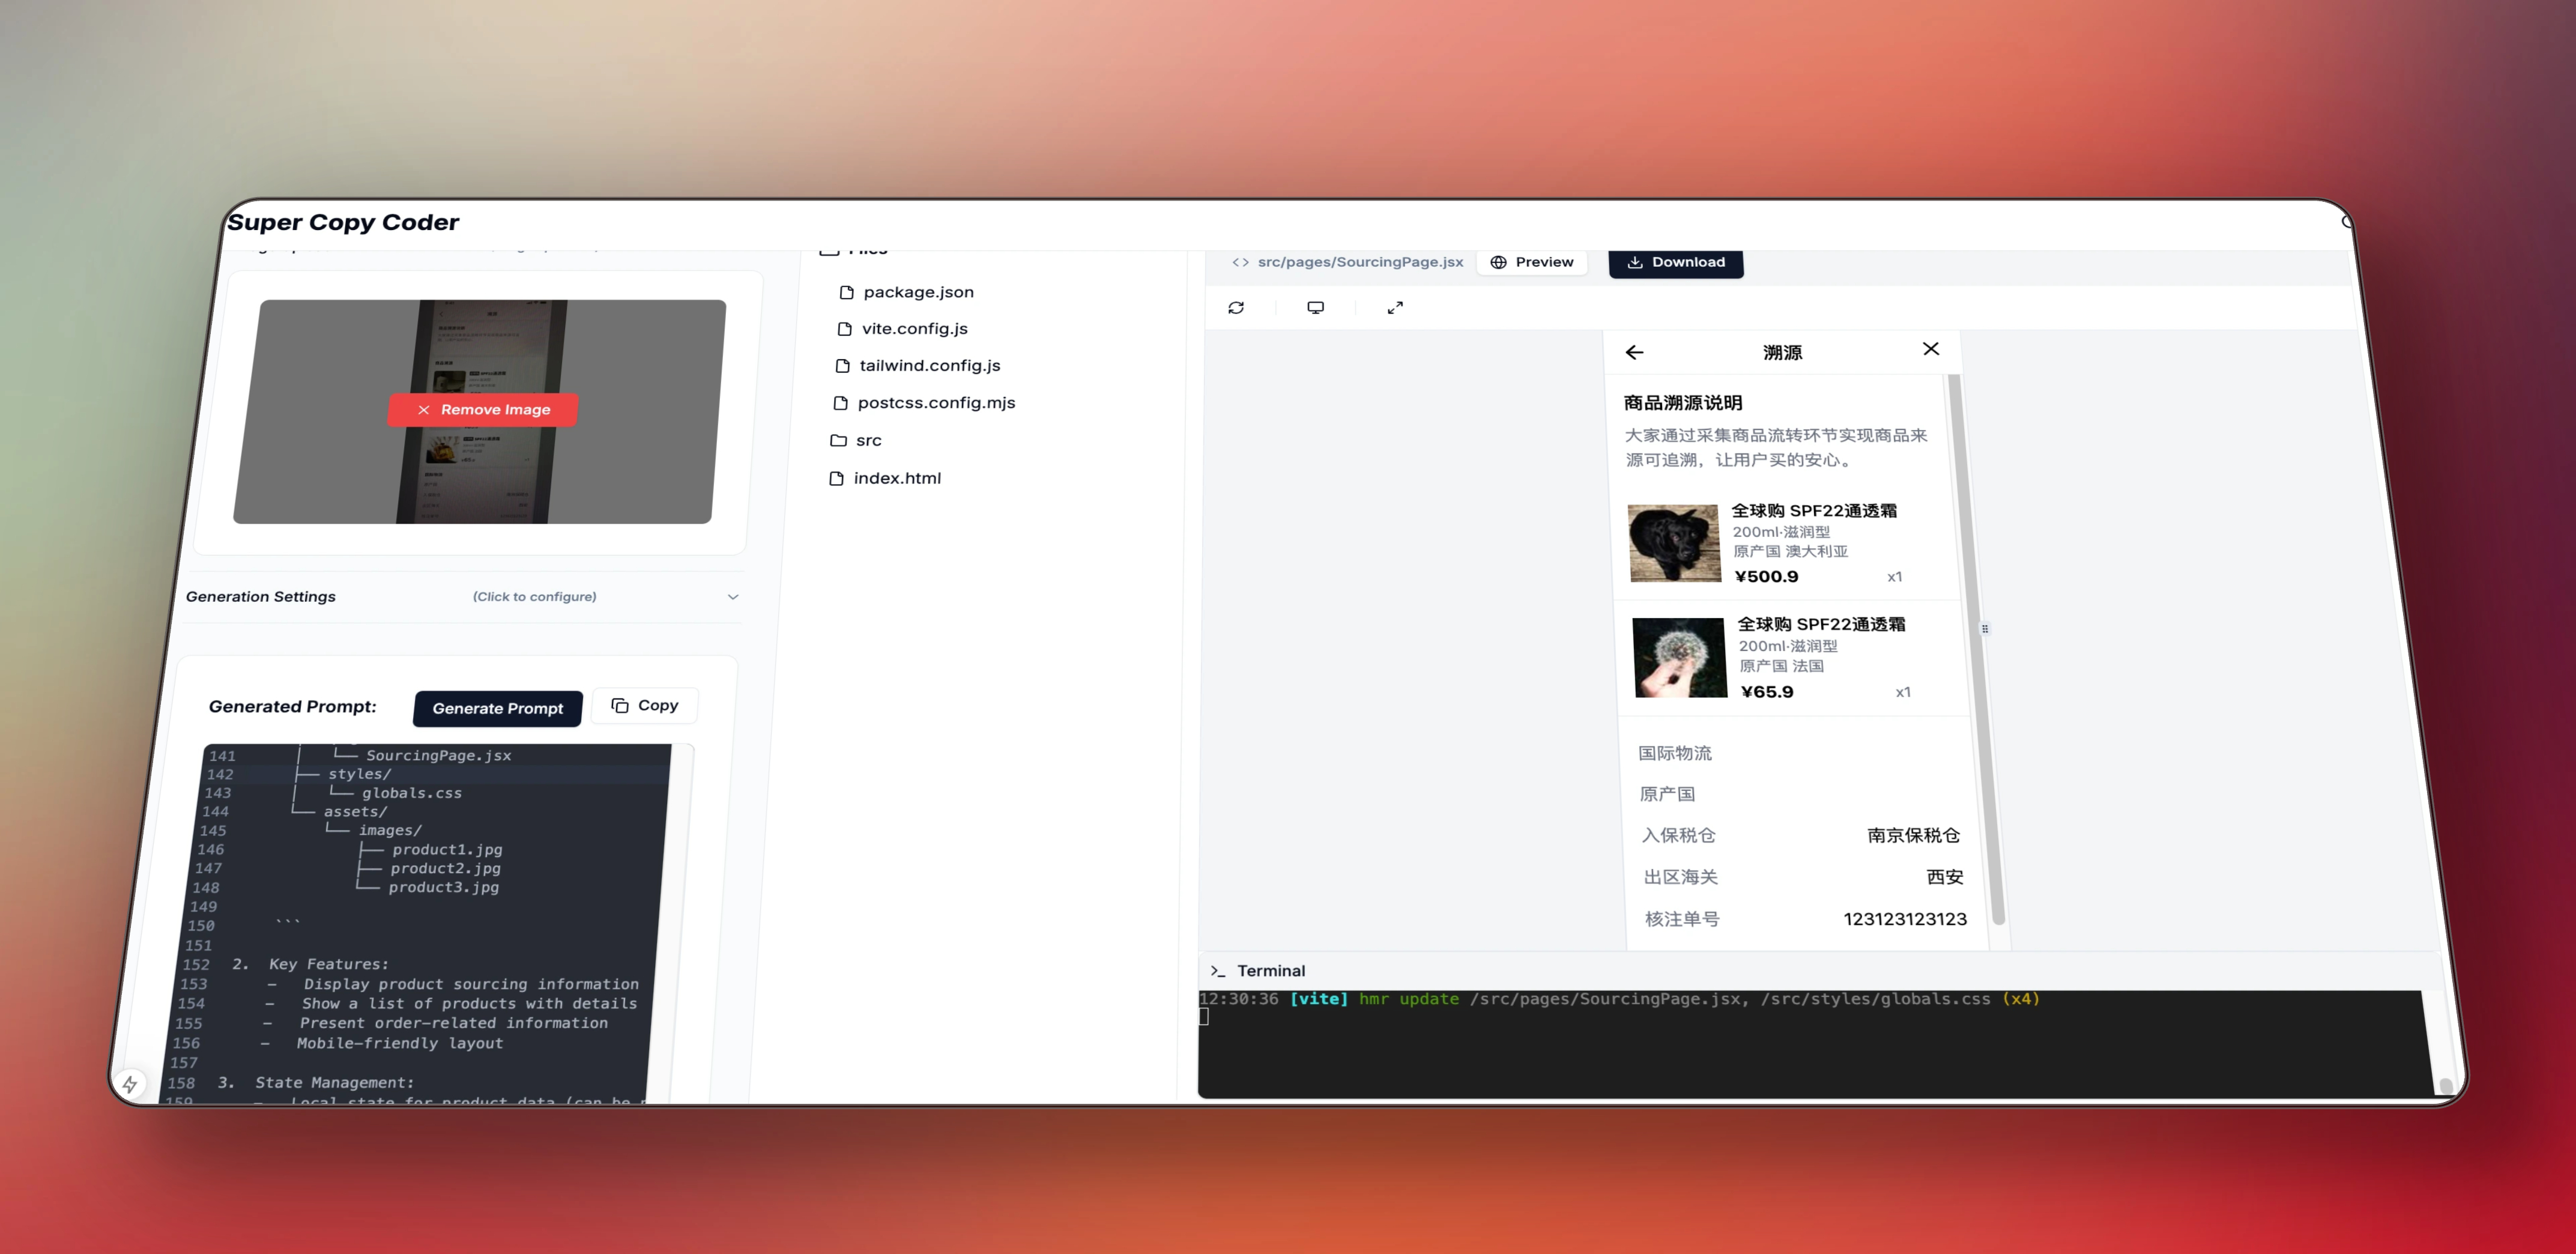 Super Copy Coder
Remove Image
Generation Settings
(Click to configure)
Generated Prompt:
Generate Prompt
Copy
141 │ └── SourcingPage.jsx
142 ├── styles/
143 │ └── globals.css
144 └── assets/
145 └── images/
146 ├── product1.jpg
147 ├── product2.jpg
148 └── product3.jpg
149
150 ```
151
152 2. Key Features:
153 - Display product sourcing information
154 - Show a list of products with details
155 - Present order-related information
156 - Mobile-friendly layout
157
158 3. State Management:
159 - Local state for product data (can be
Files
package.json
vite.config.js
tailwind.config.js
postcss.config.mjs
src
index.html
<> src/pages/SourcingPage.jsx
Preview
Download
溯源
商品溯源说明
大家通过采集商品流转环节实现商品来
源可追溯，让用户买的安心。
全球购 SPF22通透霜
200ml·滋润型
原产国 澳大利亚
¥500.9 x1
全球购 SPF22通透霜
200ml·滋润型
原产国 法国
¥65.9 x1
国际物流
原产国
入保税仓 南京保税仓
出区海关 西安
核注单号 123123123123
>_ Terminal
12:30:36 [vite] hmr update /src/pages/SourcingPage.jsx, /src/styles/globals.css (x4)